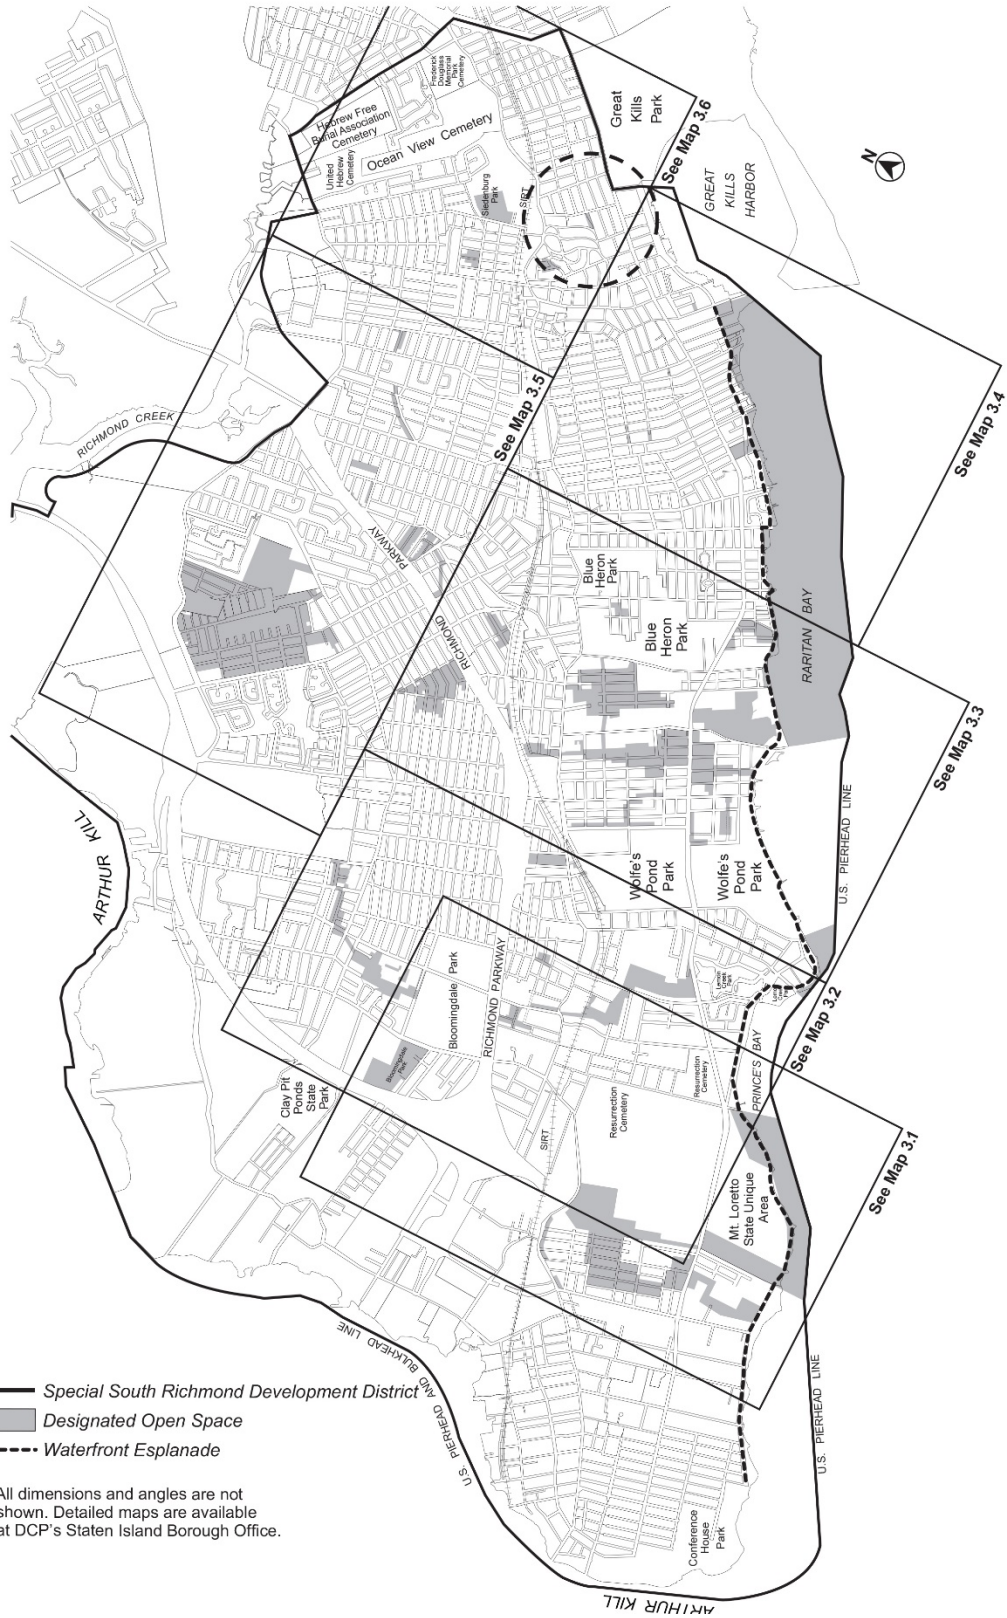 Frederick
Douglass
Memorial
Park
Cemetery
Hebrew Free
Burial Association
Cemetery
United
Hebrew
Cemetery
Ocean View Cemetery
Great
Kills
Park
See Map 3.6
N
GREAT
KILLS
HARBOR
Siedenburg
Park
SIRT
See Map 3.5
RICHMOND CREEK
See Map 3.4
PARKWAY
RICHMOND
Blue
Heron
Park
Blue
Heron
Park
RARITAN BAY
See Map 3.3
U.S. PIERHEAD LINE
ARTHUR KILL
Wolfe's
Pond
Park
Wolfe's
Pond
Park
Bloomingdale Park
RICHMOND PARKWAY
Lemon
Creek
Park
Lemon
Creek
See Map 3.2
Bloomingdale
Park
Clay Pit
Ponds
State
Park
PRINCE'S BAY
Resurrection
Cemetery
Resurrection
Cemetery
SIRT
See Map 3.1
Mt. Loretto
State Unique
Area
U.S. PIERHEAD AND BULKHEAD LINE
U.S. PIERHEAD LINE
Special South Richmond Development District
Designated Open Space
Waterfront Esplanade
All dimensions and angles are not
shown. Detailed maps are available
at DCP's Staten Island Borough Office.
Conference
House
Park
ARTHUR KILL